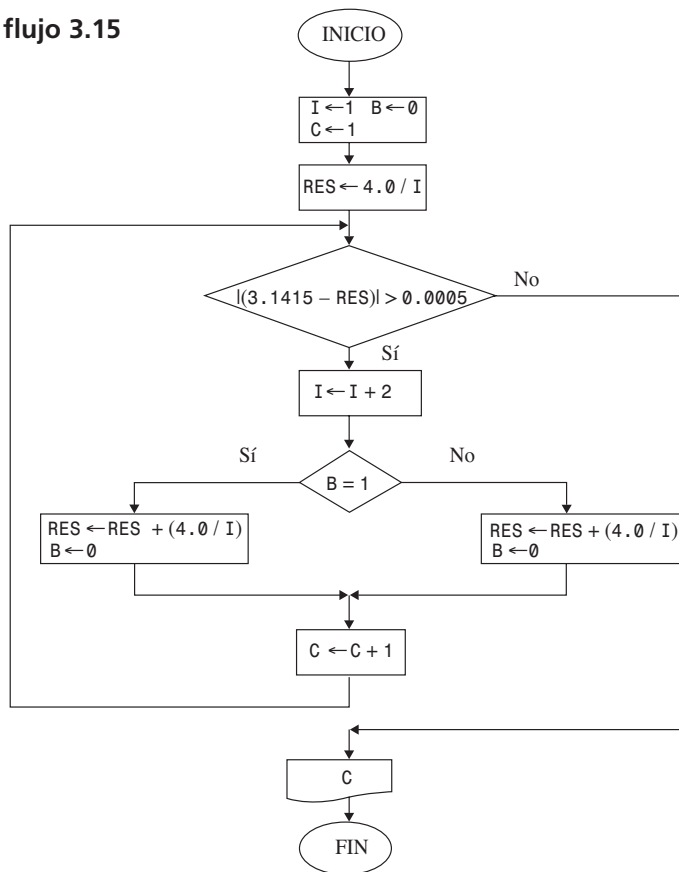 flujo 3.15
INICIO
I ← 1 B ← 0
C ← 1
RES ← 4.0 / I
|(3.1415 – RES)| > 0.0005
No
Sí
I ← I + 2
Sí
No
B = 1
RES ← RES + (4.0 / I)
B ← 0
RES ← RES + (4.0 / I)
B ← 0
C ← C + 1
C
FIN